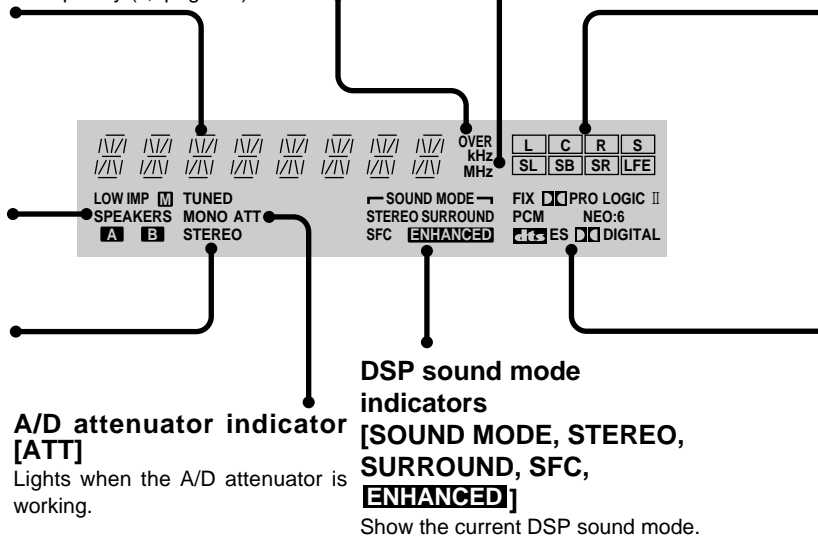 OVER
kHz
MHz
L C R S
SL SB SR LFE
LOW IMP M TUNED
SPEAKERS MONO ATT
A B STEREO
SOUND MODE
STEREO SURROUND
SFC ENHANCED
FIX PRO LOGIC II
PCM NEO:6
dts ES DIGITAL
A/D attenuator indicator
[ATT]
Lights when the A/D attenuator is
working.
DSP sound mode
indicators
[SOUND MODE, STEREO,
SURROUND, SFC,
ENHANCED]
Show the current DSP sound mode.